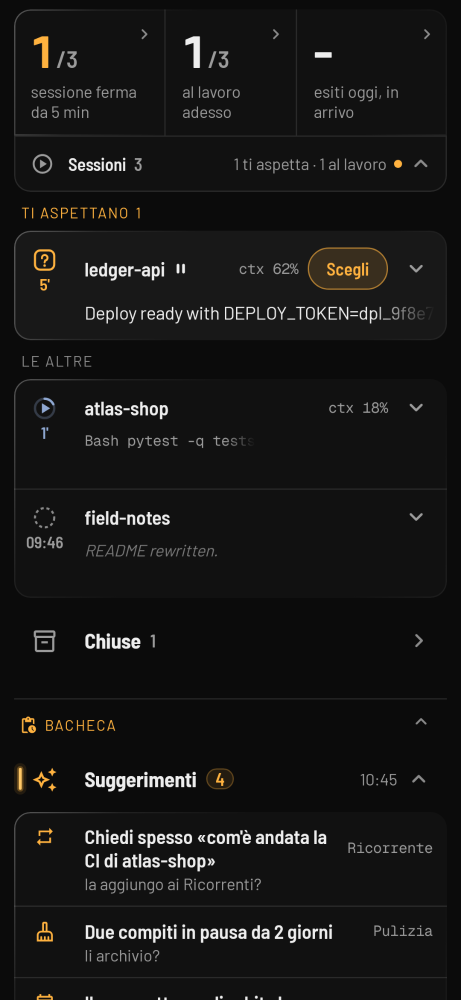 1/3
sessione ferma
da 5 min
1/3
al lavoro
adesso
–
esiti oggi, in
arrivo
Sessioni 3
1 ti aspetta · 1 al lavoro
TI ASPETTANO 1
ledger-api
ctx 62%
Scegli
5'
Deploy ready with DEPLOY_TOKEN=dpl_9f8e7
LE ALTRE
atlas-shop
ctx 18%
1'
Bash pytest -q tests
field-notes
09:46
README rewritten.
Chiuse 1
BACHECA
Suggerimenti 4
10:45
Chiedi spesso «com'è andata la
CI di atlas-shop»
Ricorrente
la aggiungo ai Ricorrenti?
Due compiti in pausa da 2 giorni
Pulizia
li archivio?